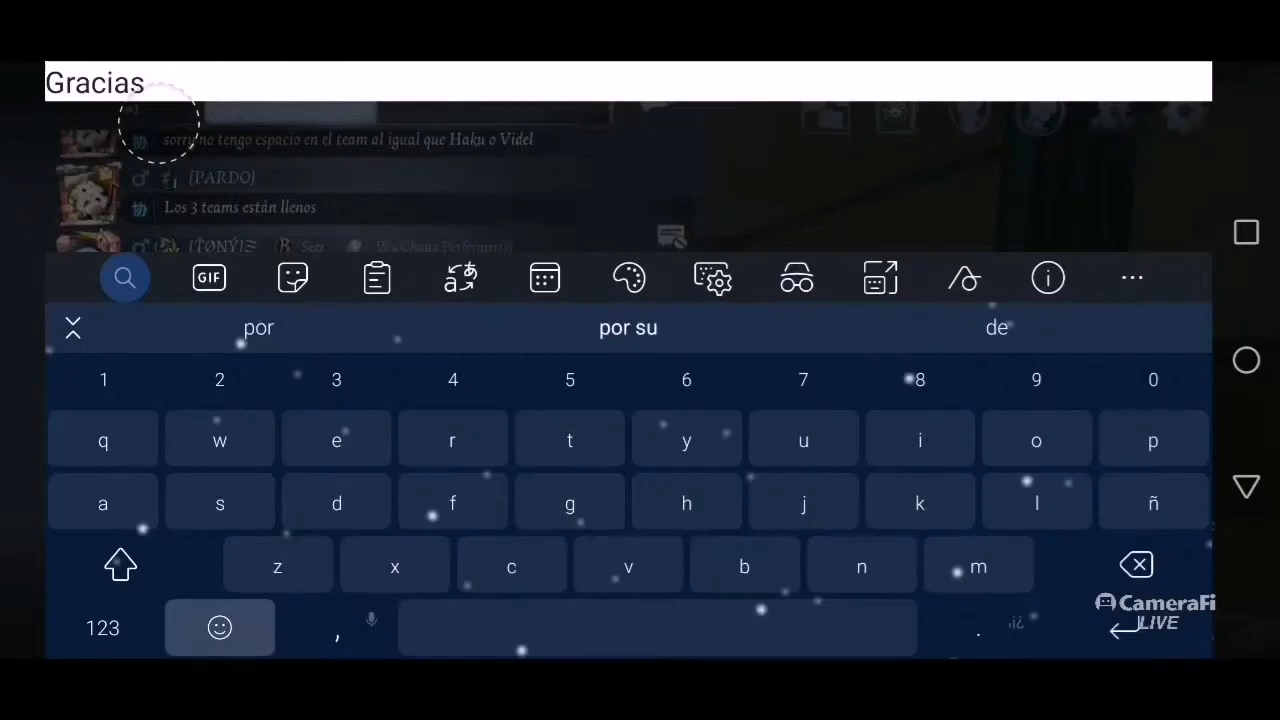 Gracias
sorry no tengo espacio en el team al igual que Haku o Videl
[PARDO]
Los 3 teams están llenos
GIF
por
por su
de
1 2 3 4 5 6 7 8 9 0
q w e r t y u i o p
a s d f g h j k l ñ
z x c v b n m
CameraFi
LIVE
123 , .